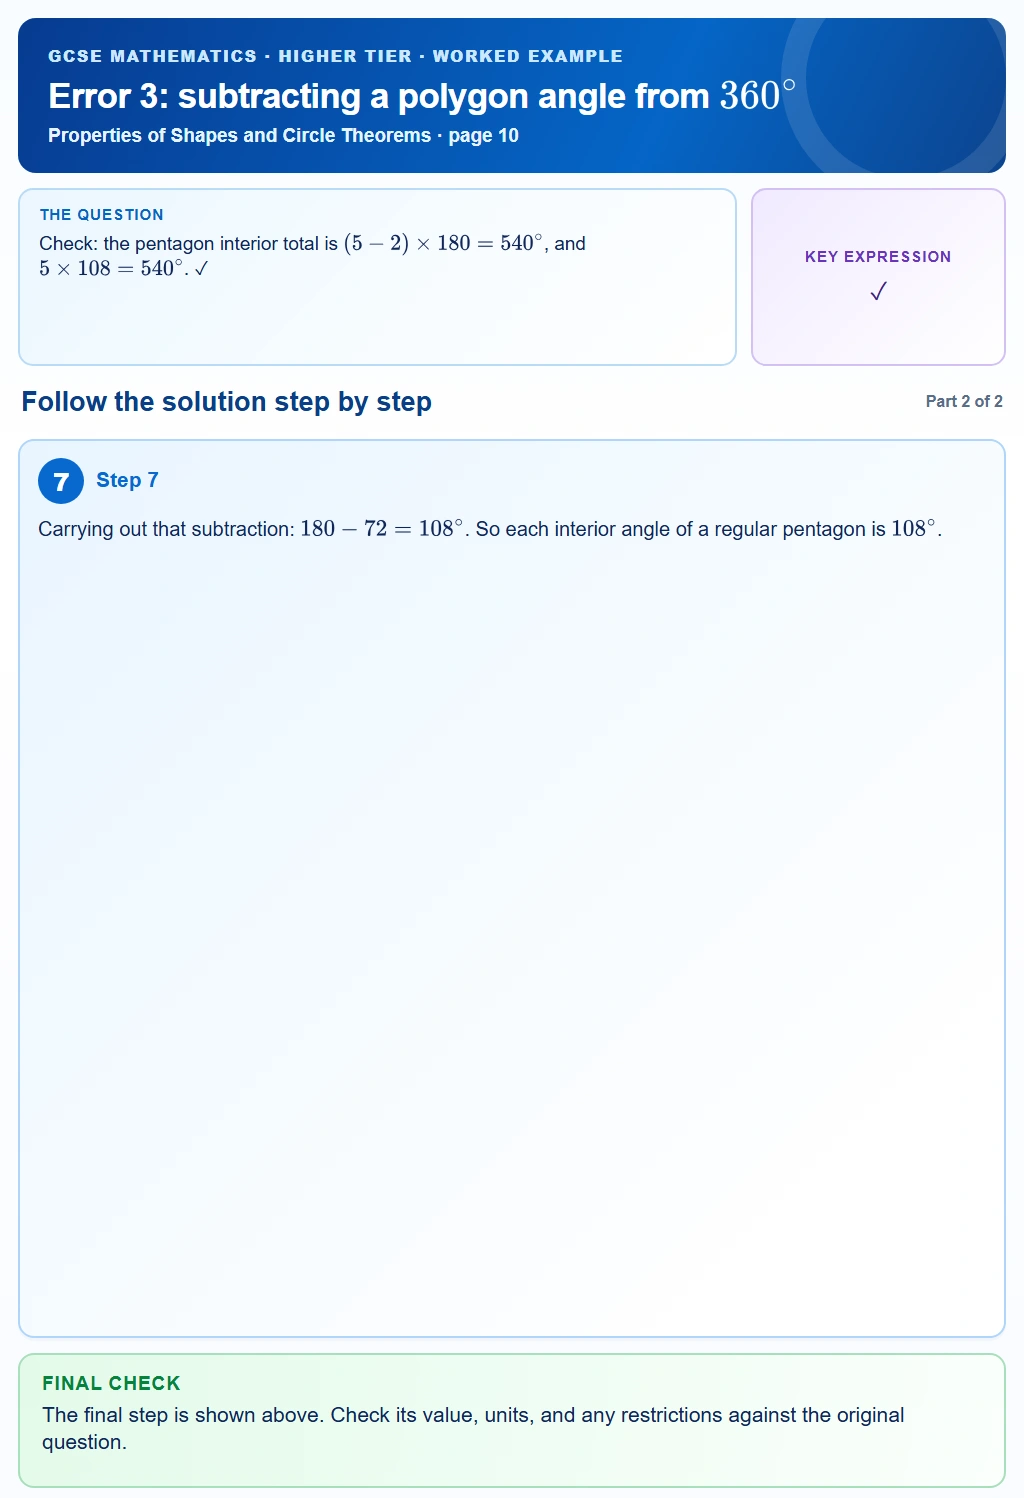 GCSE MATHEMATICS · HIGHER TIER · WORKED EXAMPLE
Error 3: subtracting a polygon angle from 360°
Properties of Shapes and Circle Theorems · page 10
THE QUESTION
Check: the pentagon interior total is (5 − 2) × 180 = 540°, and
5 × 108 = 540°. ✓
KEY EXPRESSION
✓
Follow the solution step by step
Part 2 of 2
7 Step 7
Carrying out that subtraction: 180 − 72 = 108°. So each interior angle of a regular pentagon is 108°.
FINAL CHECK
The final step is shown above. Check its value, units, and any restrictions against the original
question.